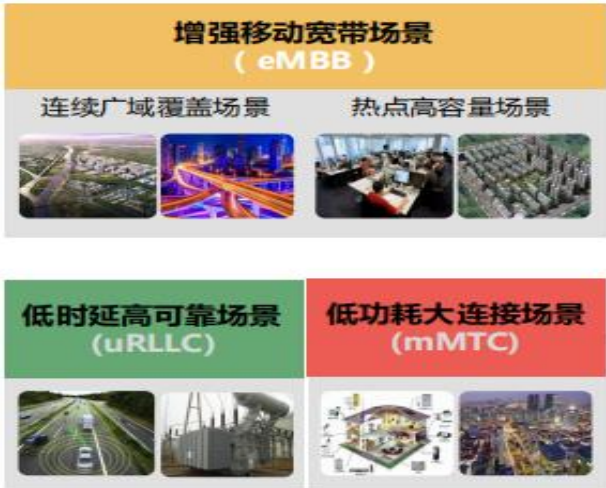 增强移动宽带场景
( eMBB )
连续广域覆盖场景
热点高容量场景
低时延高可靠场景
(uRLLC)
低功耗大连接场景
(mMTC)